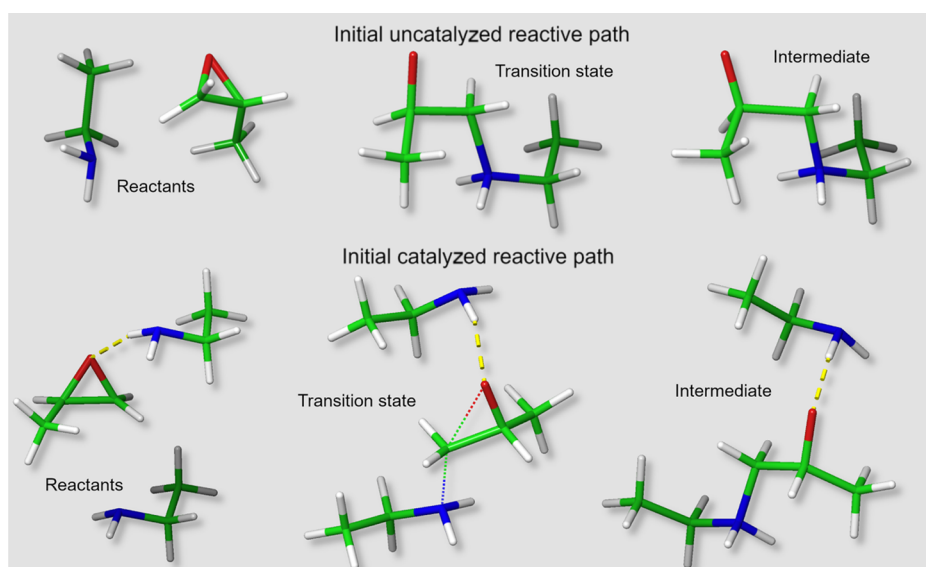 Initial uncatalyzed reactive path
Transition state
Intermediate
Reactants
Initial catalyzed reactive path
Transition state
Intermediate
Reactants